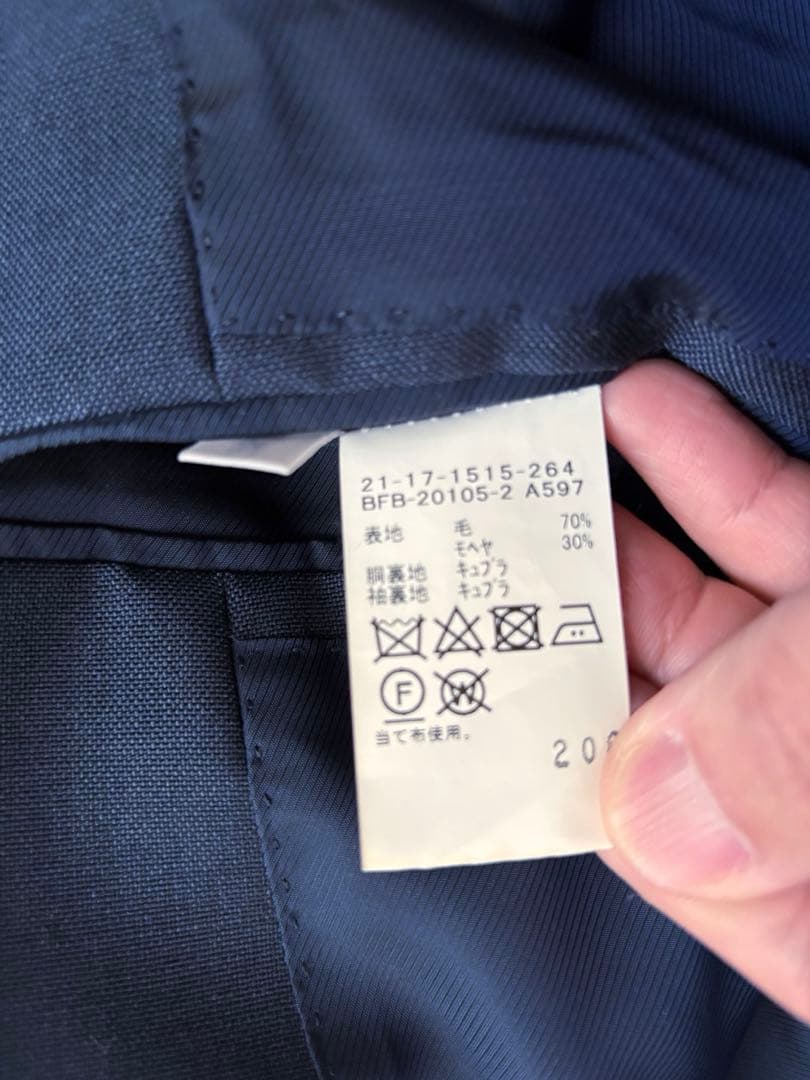 21-17-1515-264
BFB-20105-2 A597
表地 毛 70%
モヘヤ 30%
胴裏地 キュプラ
袖裏地 キュプラ
F W
当て布使用。
20